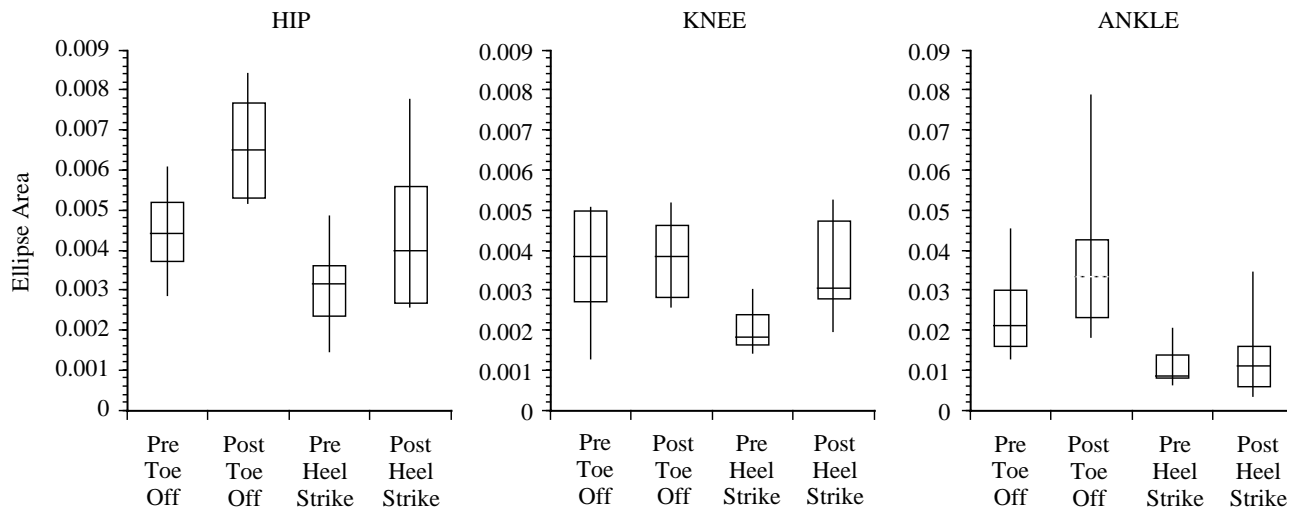 HIP
KNEE
ANKLE
Ellipse Area
0.009
0.008
0.007
0.006
0.005
0.004
0.003
0.002
0.001
0
Pre Toe Off
Post Toe Off
Pre Heel Strike
Post Heel Strike
0.009
0.008
0.007
0.006
0.005
0.004
0.003
0.002
0.001
0
Pre Toe Off
Post Toe Off
Pre Heel Strike
Post Heel Strike
0.09
0.08
0.07
0.06
0.05
0.04
0.03
0.02
0.01
0
Pre Toe Off
Post Toe Off
Pre Heel Strike
Post Heel Strike